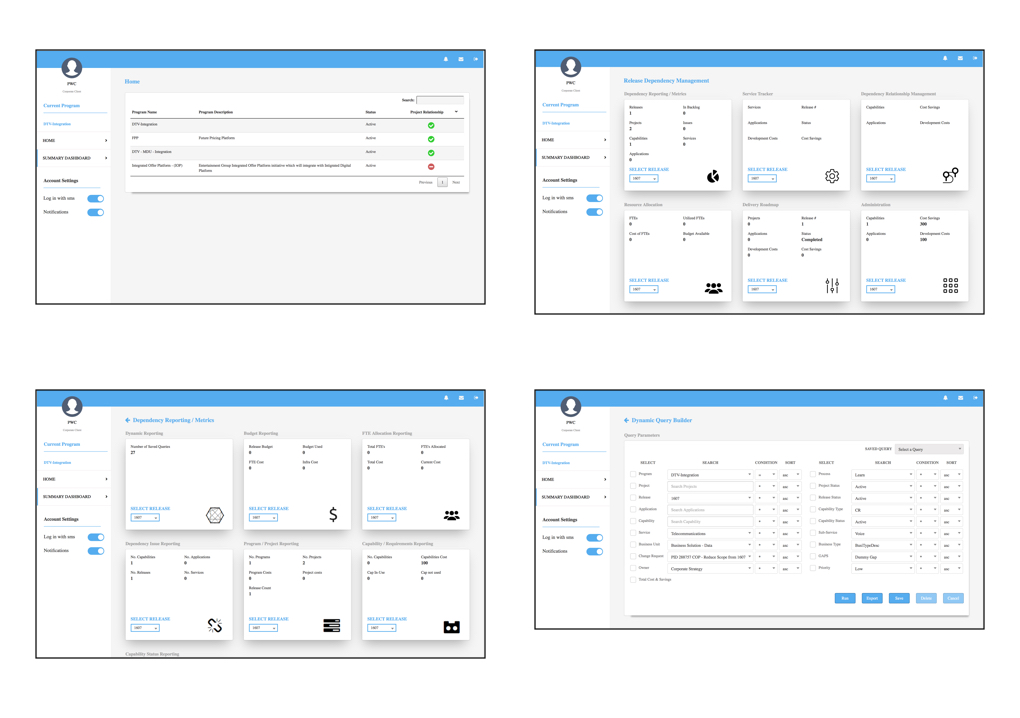 PWC
Corporate Client
Current Program
DTV-Integration
HOME
SUMMARY DASHBOARD
Account Settings
Log in with sms
Notifications
Home
Search:
Program Name Program Description Status Project Relationship
DTV-Integration Active
FPP Future Pricing Platform Active
DTV - MDU - Integration Active
Integrated Offer Platform - (IOP) Entertainment Group Integrated Offer Platform initiative which will integrate with Integrated Digital Platform Active
Previous 1 Next
PWC
Corporate Client
Current Program
DTV-Integration
HOME
SUMMARY DASHBOARD
Account Settings
Log in with sms
Notifications
Release Dependency Management
Dependency Reporting / Metrics
Releases In Backlog
1 0
Projects Issues
2 0
Capabilities Services
1 0
Applications
0
SELECT RELEASE
1807
Service Tracker
Services Release #
Applications Status
Development Costs Cost Savings
SELECT RELEASE
1807
Dependency Relationship Management
Capabilities Cost Savings
Applications Development Costs
SELECT RELEASE
1807
Resource Allocation
FTEs Utilized FTEs
0 0
Cost of FTEs Budget Available
0 0
SELECT RELEASE
1807
Delivery Roadmap
Projects Release #
0 1
Applications Status
0 Completed
Development Costs Cost Savings
0 0
SELECT RELEASE
1807
Administration
Capabilities Cost Savings
1 300
Applications Development Costs
0 100
SELECT RELEASE
1807
PWC
Corporate Client
Current Program
DTV-Integration
HOME
SUMMARY DASHBOARD
Account Settings
Log in with sms
Notifications
Dependency Reporting / Metrics
Dynamic Reporting
Number of Saved Queries
27
SELECT RELEASE
1807
Budget Reporting
Release Budget Budget Used
0 0
FTE Cost Infra Cost
0 0
SELECT RELEASE
1807
FTE Allocation Reporting
Total FTE's FTE's Allocated
0 0
Total Cost Current Cost
0 0
SELECT RELEASE
1807
Dependency Issue Reporting
No. Capabilities No. Applications
1 0
No. Releases No. Services
1 0
SELECT RELEASE
1807
Program / Project Reporting
No. Programs No. Projects
1 2
Program Costs Project costs
0 0
Release Count
1
SELECT RELEASE
1807
Capability / Requirements Reporting
No. Capabilities Capabilities Cost
0 100
Cap In Use Cap not used
0 0
SELECT RELEASE
1807
Capability Status Reporting
PWC
Corporate Client
Current Program
DTV-Integration
HOME
SUMMARY DASHBOARD
Account Settings
Log in with sms
Notifications
Dynamic Query Builder
Query Parameters
SAVED QUERY Select a Query
SELECT SEARCH CONDITION SORT SELECT SEARCH CONDITION SORT
Program DTV-Integration = asc Process Learn = asc
Project Search Projects = asc Project Status Active = asc
Release 1807 = asc Release Status Active = asc
Application Search Applications = asc Capability Type CR = asc
Capability Search Capability = asc Capability Status Active = asc
Service Telecommunications = asc Sub-Service Voice = asc
Business Unit Business Solution - Data = asc Business Type BussTypeDesc = asc
Change Request PID 288757 COP - Reduce Scope from 1807 = asc GAPS Dummy Gap = asc
Owner Corporate Strategy = asc Priority Low = asc
Total Cost & Savings
Run Export Save Delete Cancel